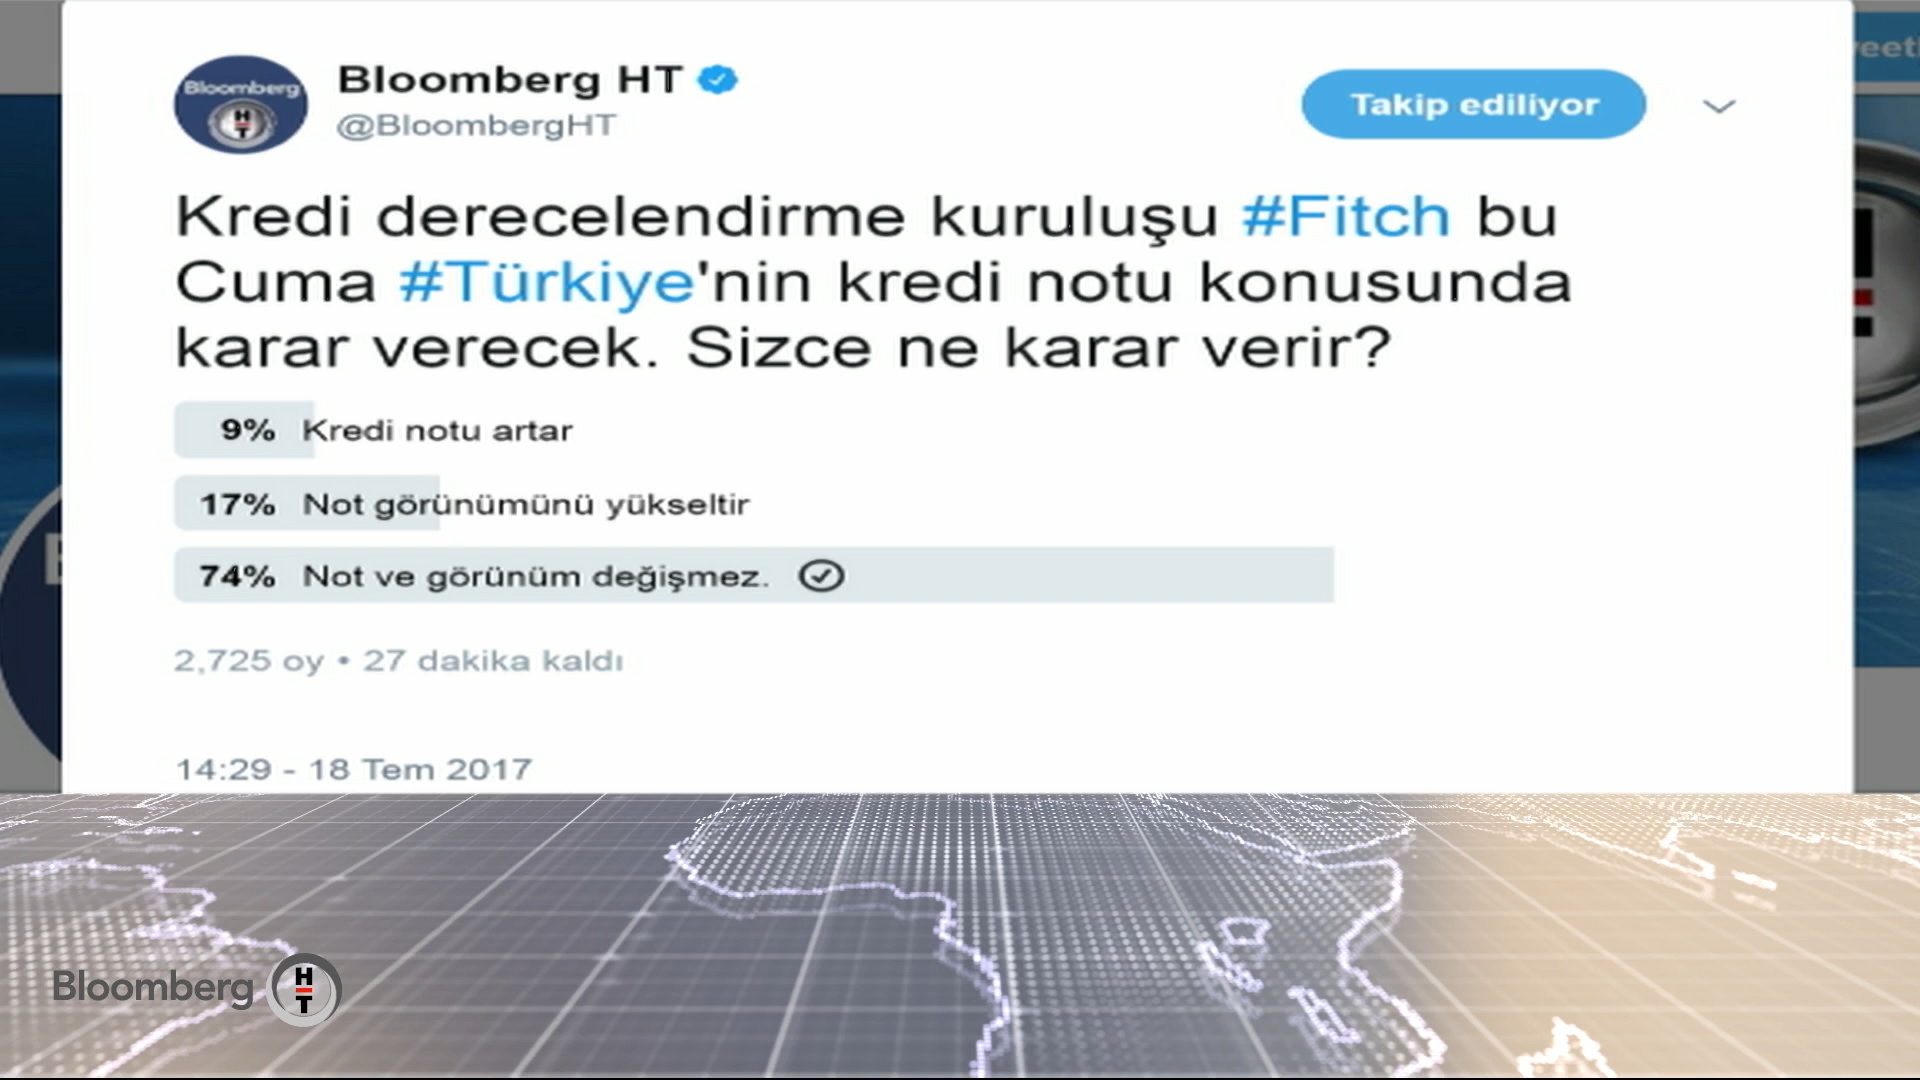 Bloomberg HT
@BloombergHT
Takip ediliyor
Kredi derecelendirme kuruluşu #Fitch bu
Cuma #Türkiye'nin kredi notu konusunda
karar verecek. Sizce ne karar verir?
9% Kredi notu artar
17% Not görünümünü yükseltir
74% Not ve görünüm değişmez.
2,725 oy • 27 dakika kaldı
14:29 - 18 Tem 2017
Bloomberg HT